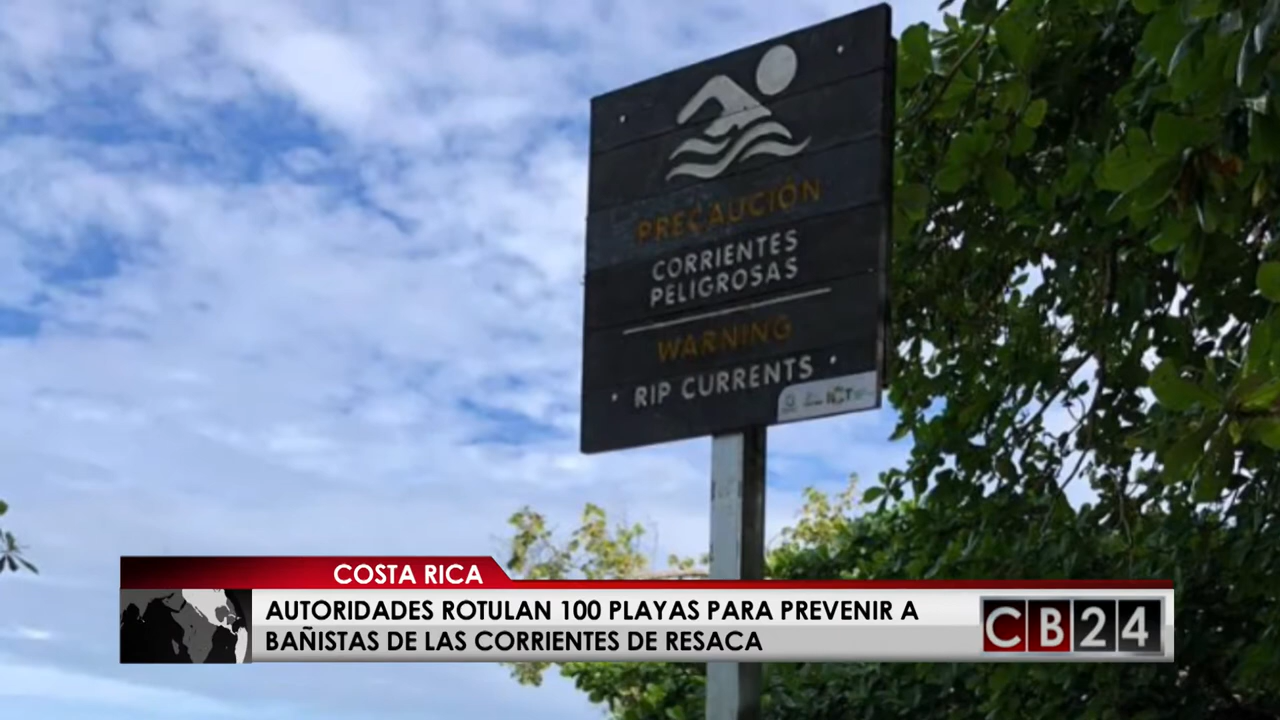 PRECAUCIÓN
CORRIENTES
PELIGROSAS
WARNING
RIP CURRENTS
ICT
COSTA RICA
AUTORIDADES ROTULAN 100 PLAYAS PARA PREVENIR A
BAÑISTAS DE LAS CORRIENTES DE RESACA
CB24